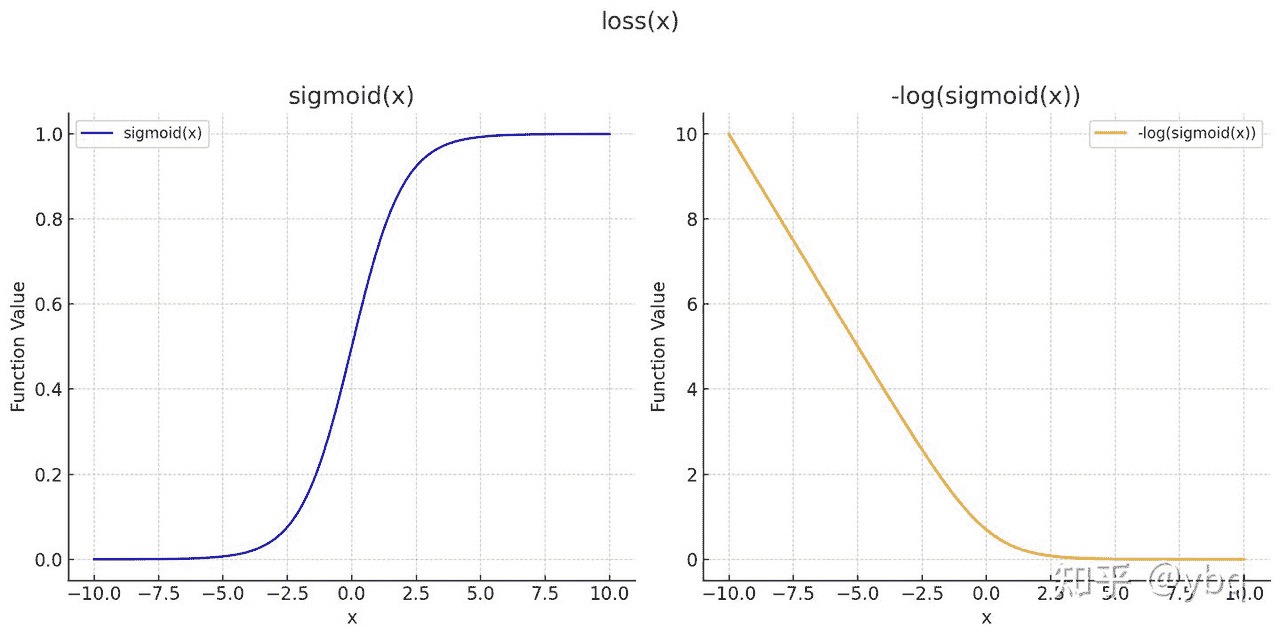 loss(x)
sigmoid(x)
sigmoid(x)
Function Value
1.0
0.8
0.6
0.4
0.2
0.0
−10.0 −7.5 −5.0 −2.5 0.0 2.5 5.0 7.5 10.0
x
-log(sigmoid(x))
-log(sigmoid(x))
Function Value
10
8
6
4
2
0
−10.0 −7.5 −5.0 −2.5 0.0 2.5 5.0 7.5 10.0
x
知乎 @ybq